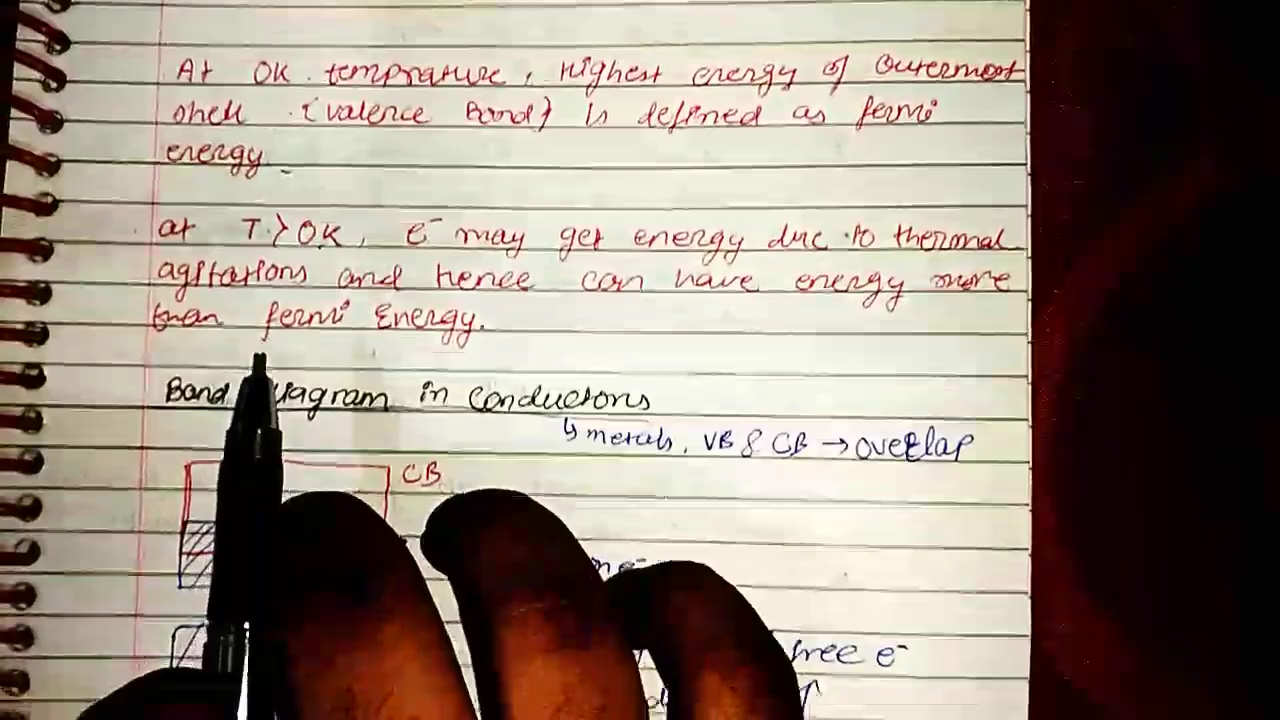 At 0K temprature, Highest energy of Outermost
shell {valence Band} is defined as fermi
energy.
at T>0K, e⁻ may get energy due to thermal
agitations and hence can have energy more
than fermi Energy.
Band diagram in Conductors
↳ metals, VB & CB → overlap
CB
free e⁻